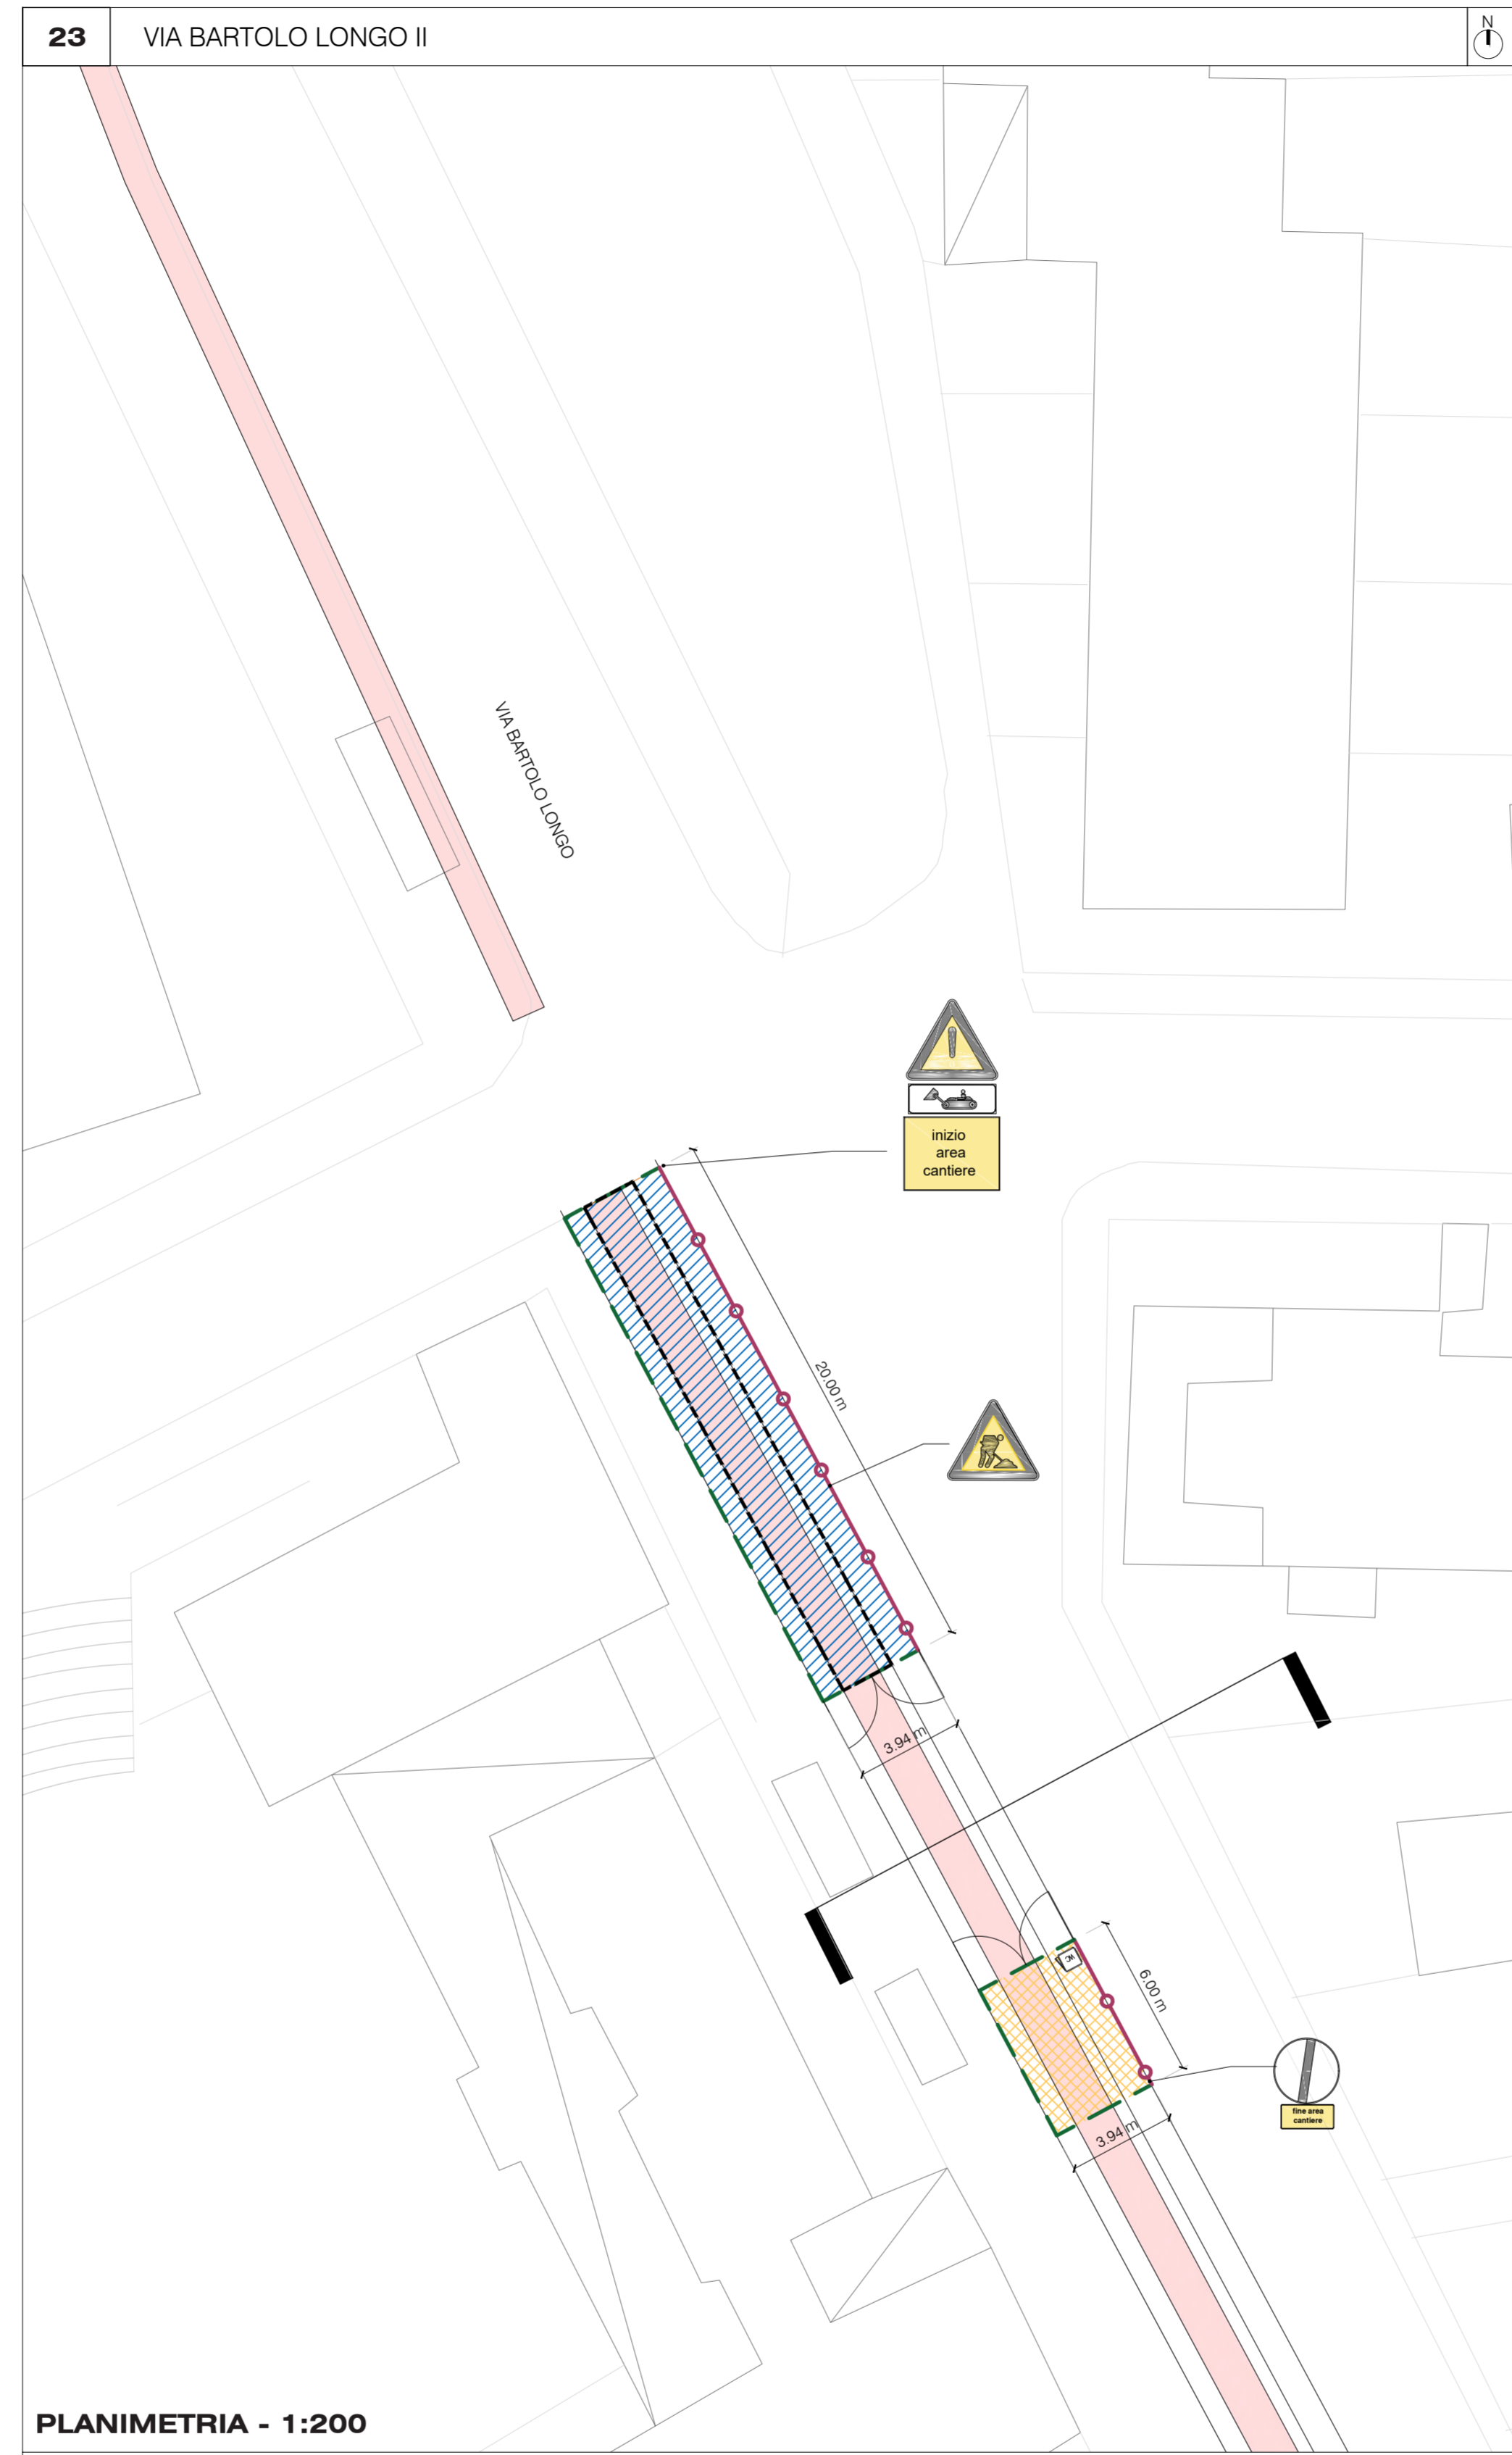 23
VIA BARTOLO LONGO II
N
VIA BARTOLO LONGO
inizio
area
cantiere
20.00 m
3.94 m
WC
6.00 m
fine area
cantiere
3.94 m
PLANIMETRIA - 1:200